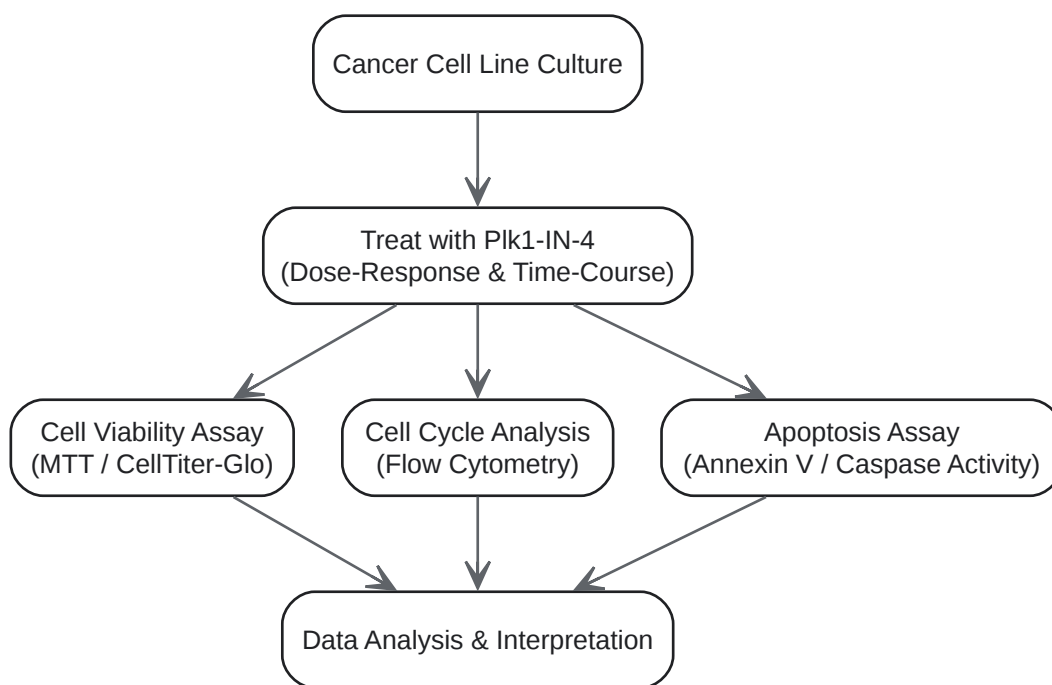 Cancer Cell Line Culture
Treat with Plk1-IN-4
(Dose-Response & Time-Course)
Cell Viability Assay
(MTT / CellTiter-Glo)
Cell Cycle Analysis
(Flow Cytometry)
Apoptosis Assay
(Annexin V / Caspase Activity)
Data Analysis & Interpretation